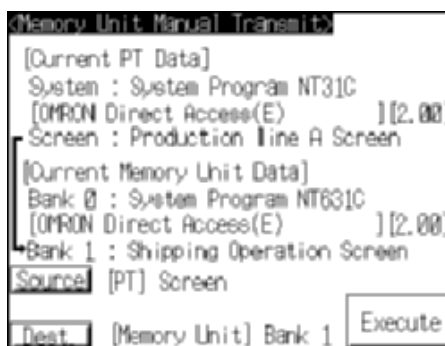 <Memory Unit Manual Transmit>
[Current PT Data]
System : System Program NT31C
[OMRON Direct Access(E) ][2.00]
Screen : Production line A Screen
[Current Memory Unit Data]
Bank 0 : System Program NT631C
[OMRON Direct Access(E) ][2.00]
Bank 1 : Shipping Operation Screen
Source [PT] Screen
Dest. [Memory Unit] Bank 1 Execute